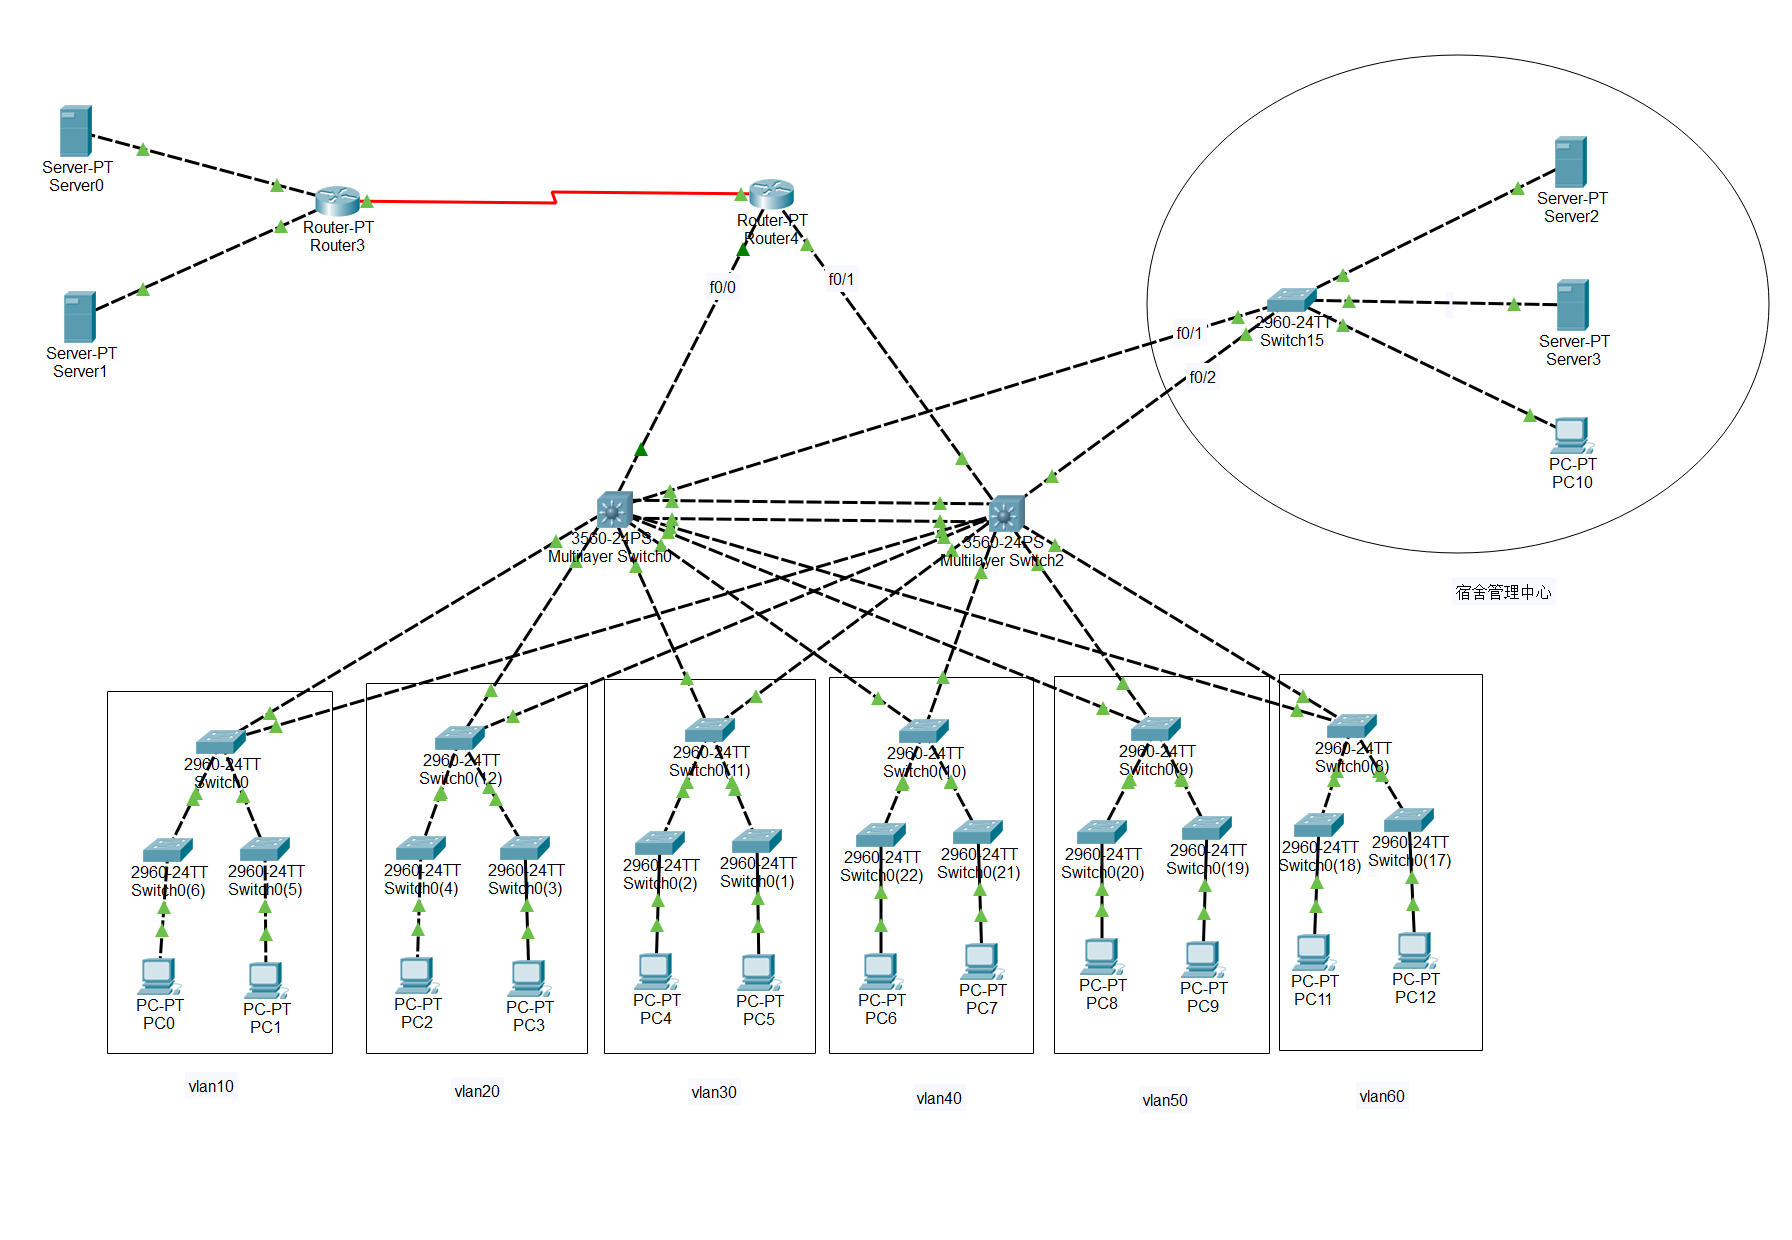 Server-PT
Server0
Router-PT
Router3
Server-PT
Server1
Router-PT
Router4
f0/0
f0/1
Server-PT
Server2
2960-24TT
Switch15
f0/1
f0/2
Server-PT
Server3
PC-PT
PC10
宿舍管理中心
3560-24PS
Multilayer Switch0
3560-24PS
Multilayer Switch2
2960-24TT
Switch0
2960-24TT
Switch0(12)
2960-24TT
Switch0(11)
2960-24TT
Switch0(10)
2960-24TT
Switch0(9)
2960-24TT
Switch0(8)
2960-24TT
Switch0(6)
2960-24TT
Switch0(5)
2960-24TT
Switch0(4)
2960-24TT
Switch0(3)
2960-24TT
Switch0(2)
2960-24TT
Switch0(1)
2960-24TT
Switch0(22)
2960-24TT
Switch0(21)
2960-24TT
Switch0(20)
2960-24TT
Switch0(19)
2960-24TT
Switch0(18)
2960-24TT
Switch0(17)
PC-PT
PC0
PC-PT
PC1
PC-PT
PC2
PC-PT
PC3
PC-PT
PC4
PC-PT
PC5
PC-PT
PC6
PC-PT
PC7
PC-PT
PC8
PC-PT
PC9
PC-PT
PC11
PC-PT
PC12
vlan10
vlan20
vlan30
vlan40
vlan50
vlan60